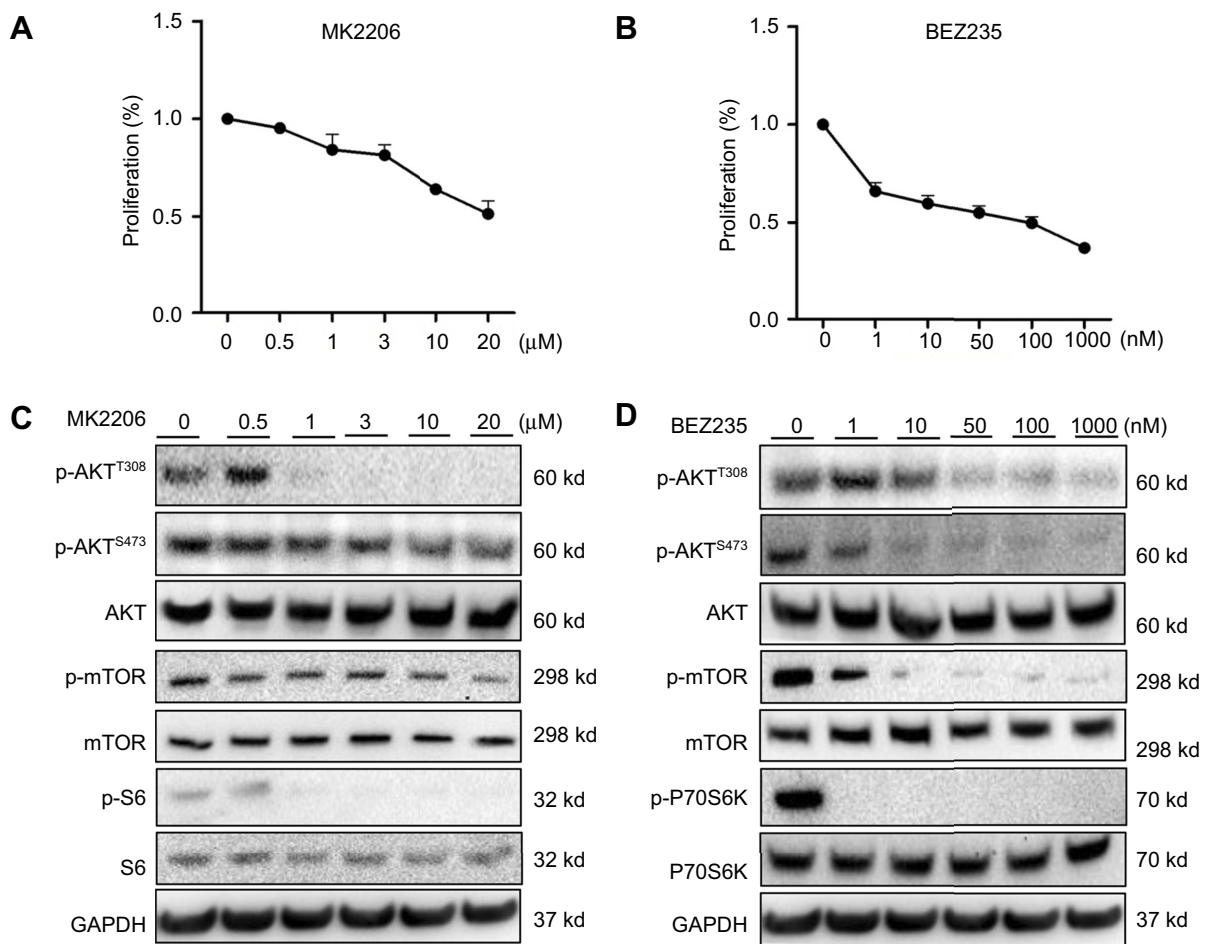 A
MK2206
1.5
1.0
0.5
0.0
Proliferation (%)
0 0.5 1 3 10 20 (μM)
B
BEZ235
1.5
1.0
0.5
0.0
Proliferation (%)
0 1 10 50 100 1000 (nM)
C
MK2206 0 0.5 1 3 10 20 (μM)
p-AKT^T308 60 kd
p-AKT^S473 60 kd
AKT 60 kd
p-mTOR 298 kd
mTOR 298 kd
p-S6 32 kd
S6 32 kd
GAPDH 37 kd
D
BEZ235 0 1 10 50 100 1000 (nM)
p-AKT^T308 60 kd
p-AKT^S473 60 kd
AKT 60 kd
p-mTOR 298 kd
mTOR 298 kd
p-P70S6K 70 kd
P70S6K 70 kd
GAPDH 37 kd